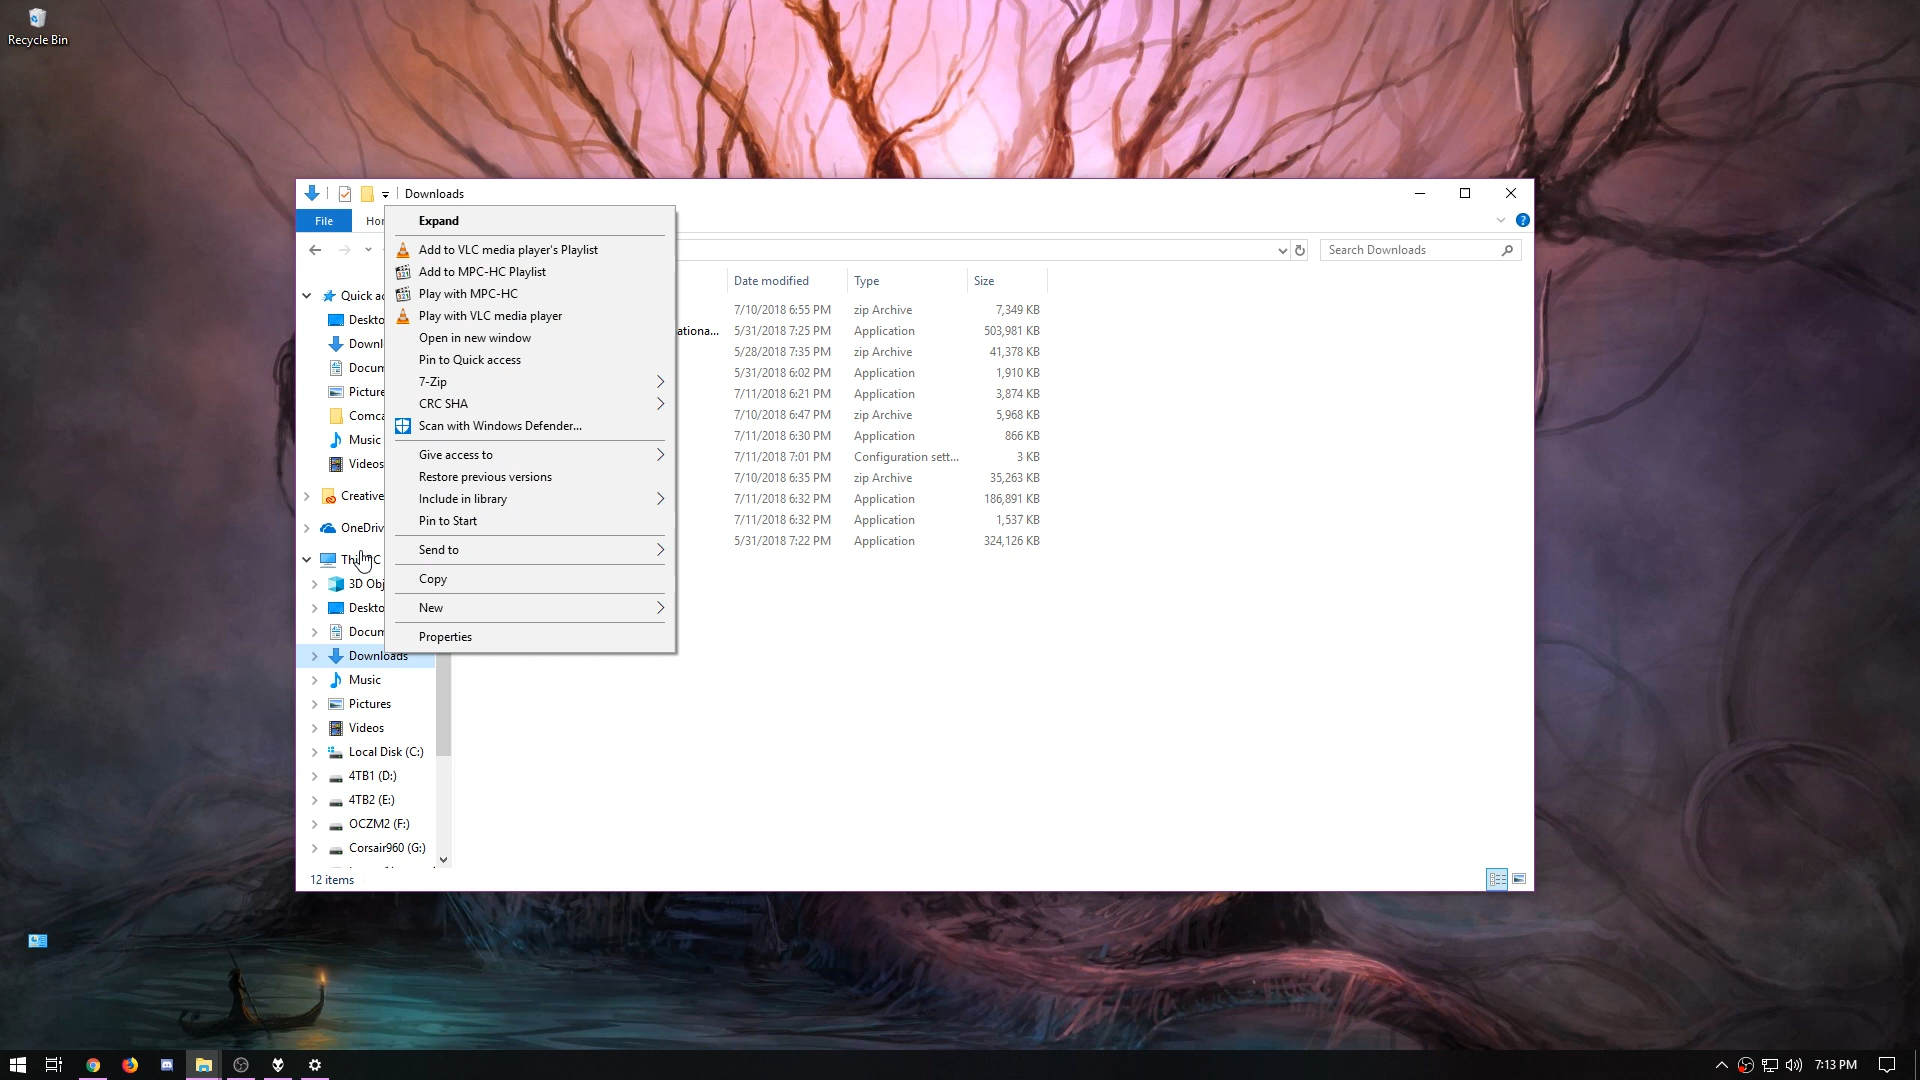 Recycle Bin
Downloads
File Hor
Expand
Add to VLC media player's Playlist
Add to MPC-HC Playlist
Play with MPC-HC
Play with VLC media player
Open in new window
Pin to Quick access
7-Zip
CRC SHA
Scan with Windows Defender...
Give access to
Restore previous versions
Include in library
Pin to Start
Send to
Copy
New
Properties
Search Downloads
Quick ac
Deskto
Downl
Docum
Picture
Comca
Music
Videos
Creative
OneDriv
3D Obj
Deskto
Docum
Downloads
Music
Pictures
Videos
Local Disk (C:)
4TB1 (D:)
4TB2 (E:)
OCZM2 (F:)
Corsair960 (G:)
Date modified Type Size
7/10/2018 6:55 PM zip Archive 7,349 KB
ationa... 5/31/2018 7:25 PM Application 503,981 KB
5/28/2018 7:35 PM zip Archive 41,378 KB
5/31/2018 6:02 PM Application 1,910 KB
7/11/2018 6:21 PM Application 3,874 KB
7/10/2018 6:47 PM zip Archive 5,968 KB
7/11/2018 6:30 PM Application 866 KB
7/11/2018 7:01 PM Configuration sett... 3 KB
7/10/2018 6:35 PM zip Archive 35,263 KB
7/11/2018 6:32 PM Application 186,891 KB
7/11/2018 6:32 PM Application 1,537 KB
5/31/2018 7:22 PM Application 324,126 KB
12 items
7:13 PM